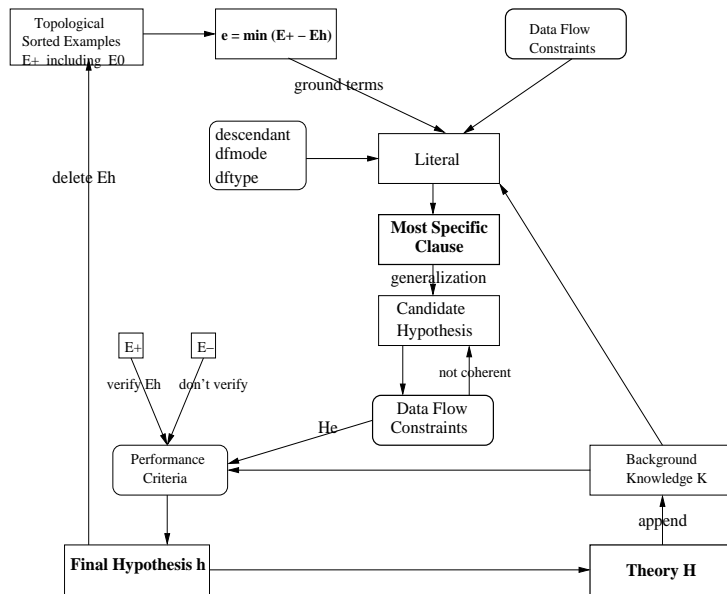 Topological
Sorted Examples
E+ including E0
e = min (E+ − Eh)
Data Flow
Constraints
ground terms
descendant
dfmode
dftype
Literal
delete Eh
Most Specific
Clause
generalization
Candidate
Hypothesis
E+
E−
verify Eh
don't verify
not coherent
He
Data Flow
Constraints
Performance
Criteria
Background
Knowledge K
append
Final Hypothesis h
Theory H